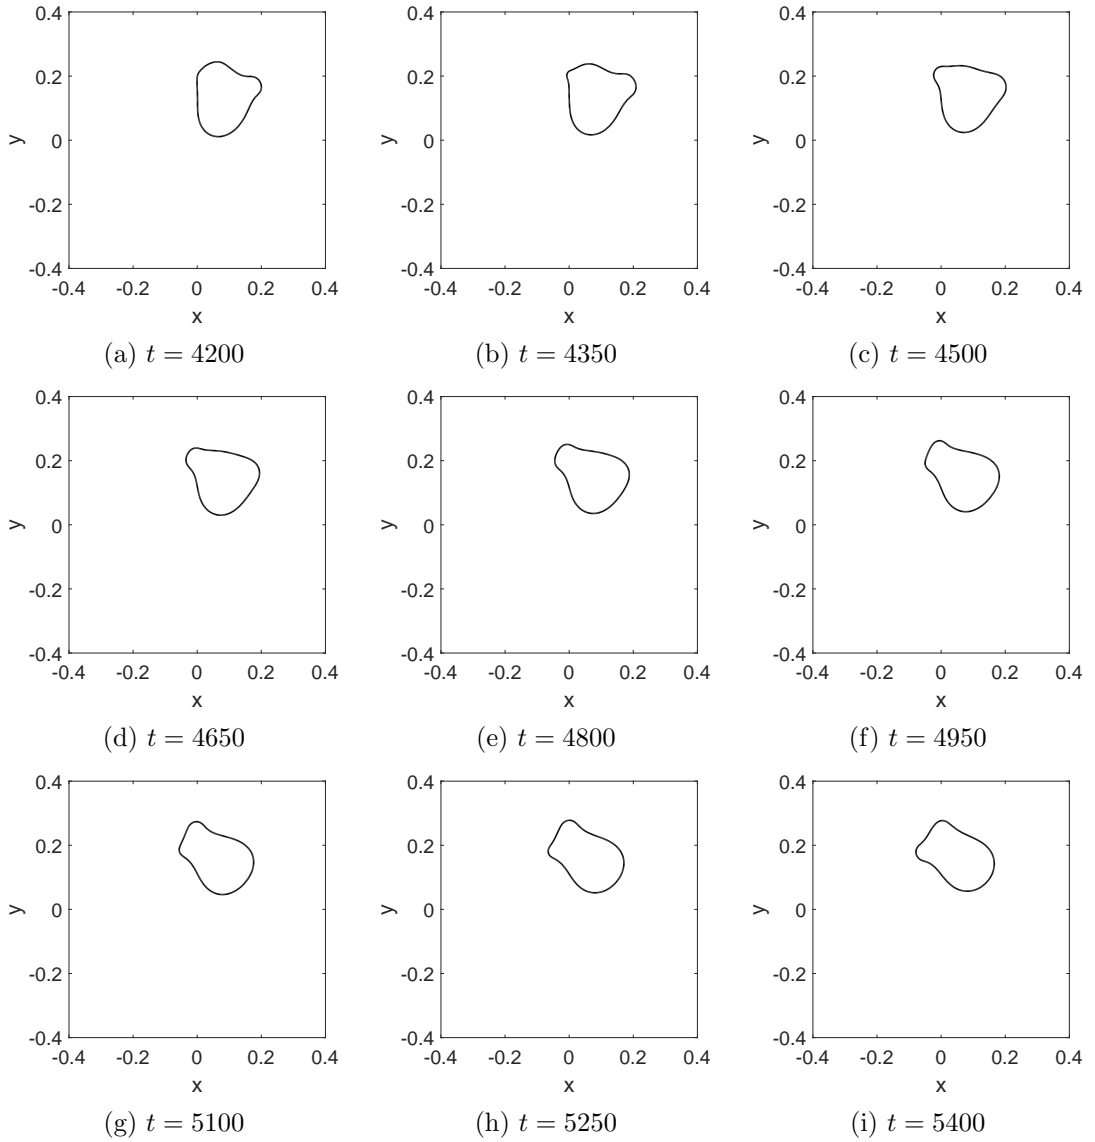 0.4 0.4 0.4
0.2 0.2 0.2
y 0 y 0 y 0
-0.2 -0.2 -0.2
-0.4 -0.4 -0.4
-0.4 -0.2 0 0.2 0.4 -0.4 -0.2 0 0.2 0.4 -0.4 -0.2 0 0.2 0.4
x x x
(a) t = 4200 (b) t = 4350 (c) t = 4500
0.4 0.4 0.4
0.2 0.2 0.2
y 0 y 0 y 0
-0.2 -0.2 -0.2
-0.4 -0.4 -0.4
-0.4 -0.2 0 0.2 0.4 -0.4 -0.2 0 0.2 0.4 -0.4 -0.2 0 0.2 0.4
x x x
(d) t = 4650 (e) t = 4800 (f) t = 4950
0.4 0.4 0.4
0.2 0.2 0.2
y 0 y 0 y 0
-0.2 -0.2 -0.2
-0.4 -0.4 -0.4
-0.4 -0.2 0 0.2 0.4 -0.4 -0.2 0 0.2 0.4 -0.4 -0.2 0 0.2 0.4
x x x
(g) t = 5100 (h) t = 5250 (i) t = 5400